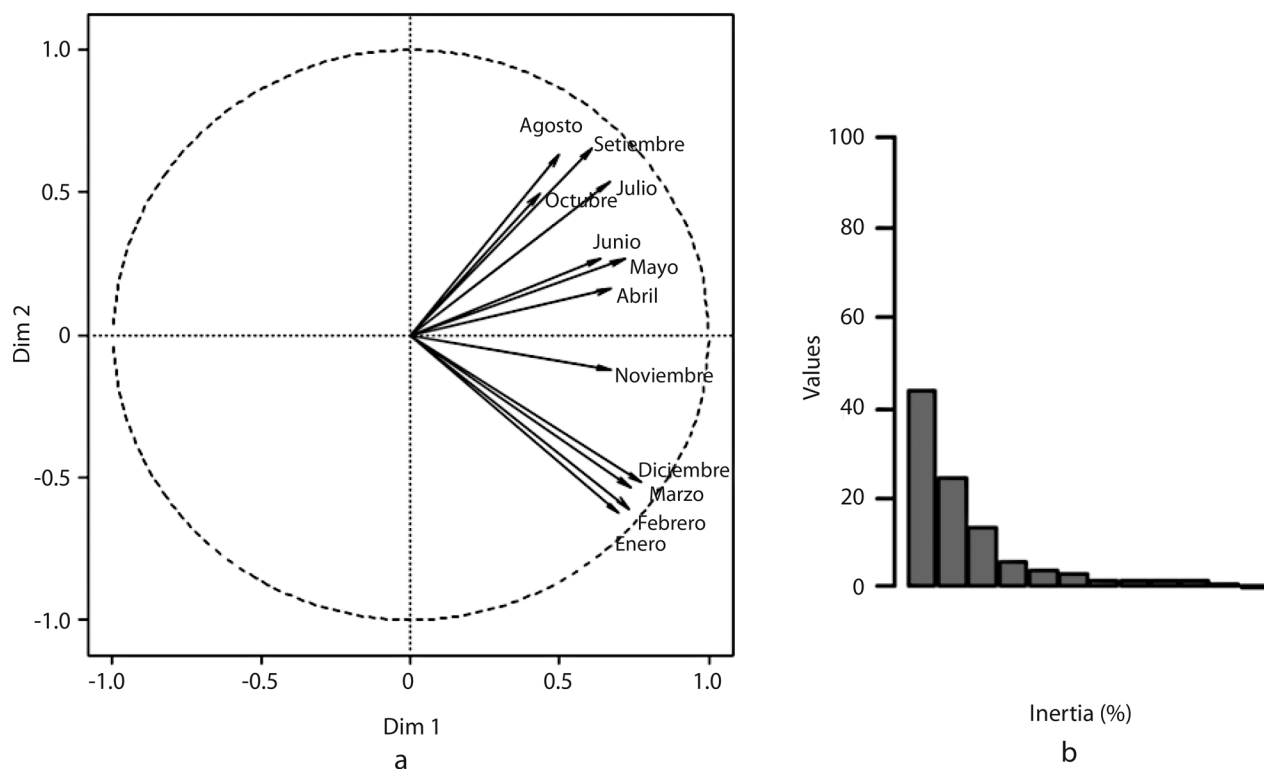 1.0
0.5
0
-0.5
-1.0
Dim 2
Agosto
Setiembre
Julio
Octubre
Junio
Mayo
Abril
Noviembre
Diciembre
Marzo
Febrero
Enero
-1.0 -0.5 0 0.5 1.0
Dim 1
a
100
80
60
40
20
0
Values
Inertia (%)
b